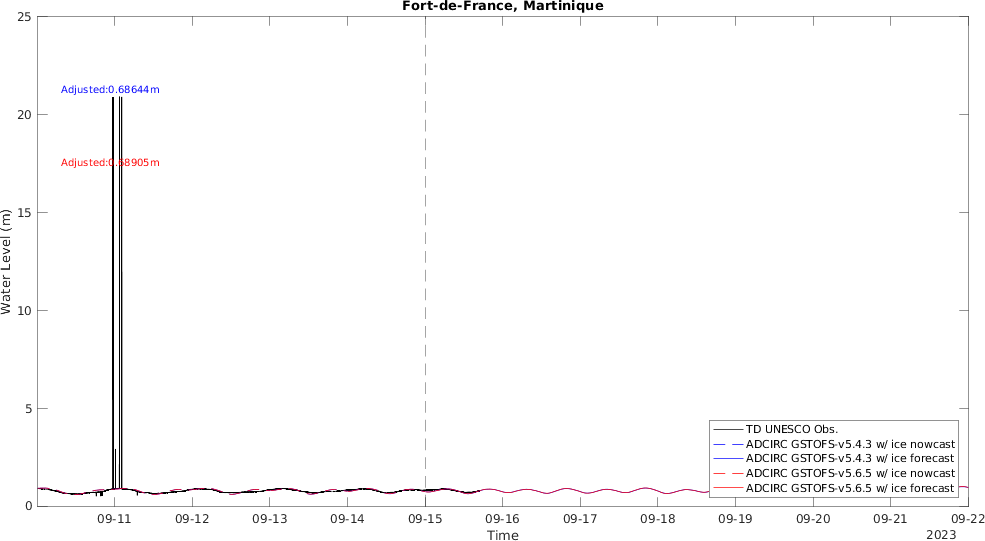 Fort-de-France, Martinique
25
20
15
10
5
0
Water Level (m)
Adjusted:0.68644m
Adjusted:0.68905m
TD UNESCO Obs.
ADCIRC GSTOFS-v5.4.3 w/ ice nowcast
ADCIRC GSTOFS-v5.4.3 w/ ice forecast
ADCIRC GSTOFS-v5.6.5 w/ ice nowcast
ADCIRC GSTOFS-v5.6.5 w/ ice forecast
09-11 09-12 09-13 09-14 09-15 09-16 09-17 09-18 09-19 09-20 09-21 09-22
Time
2023